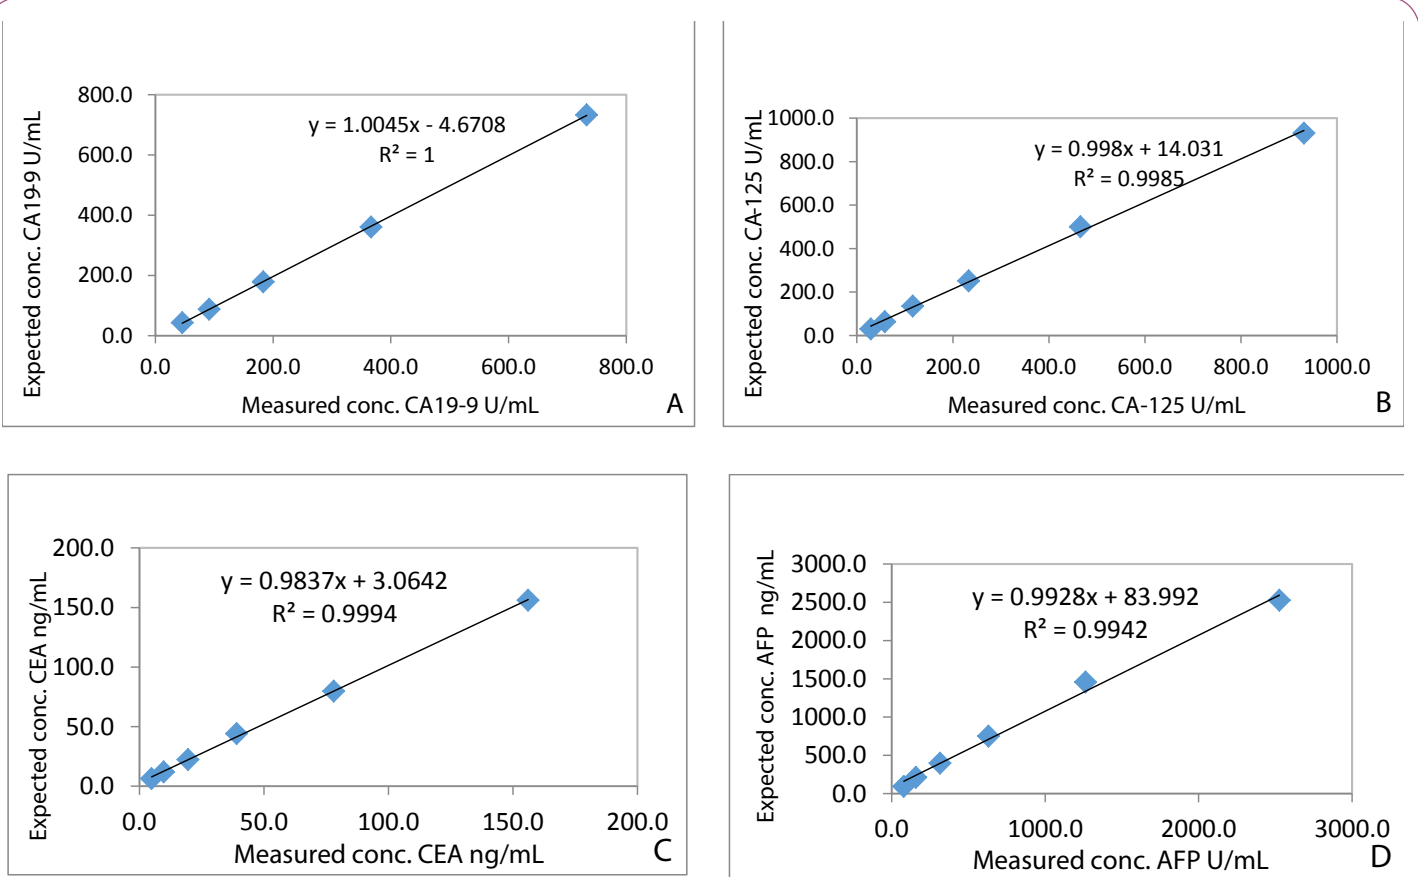 800.0
600.0
400.0
200.0
0.0
Expected conc. CA19-9 U/mL
y = 1.0045x - 4.6708
R² = 1
0.0 200.0 400.0 600.0 800.0
Measured conc. CA19-9 U/mL
A
1000.0
800.0
600.0
400.0
200.0
0.0
Expected conc. CA-125 U/mL
y = 0.998x + 14.031
R² = 0.9985
0.0 200.0 400.0 600.0 800.0 1000.0
Measured conc. CA-125 U/mL
B
200.0
150.0
100.0
50.0
0.0
Expected conc. CEA ng/mL
y = 0.9837x + 3.0642
R² = 0.9994
0.0 50.0 100.0 150.0 200.0
Measured conc. CEA ng/mL
C
3000.0
2500.0
2000.0
1500.0
1000.0
500.0
0.0
Expected conc. AFP ng/mL
y = 0.9928x + 83.992
R² = 0.9942
0.0 1000.0 2000.0 3000.0
Measured conc. AFP U/mL
D